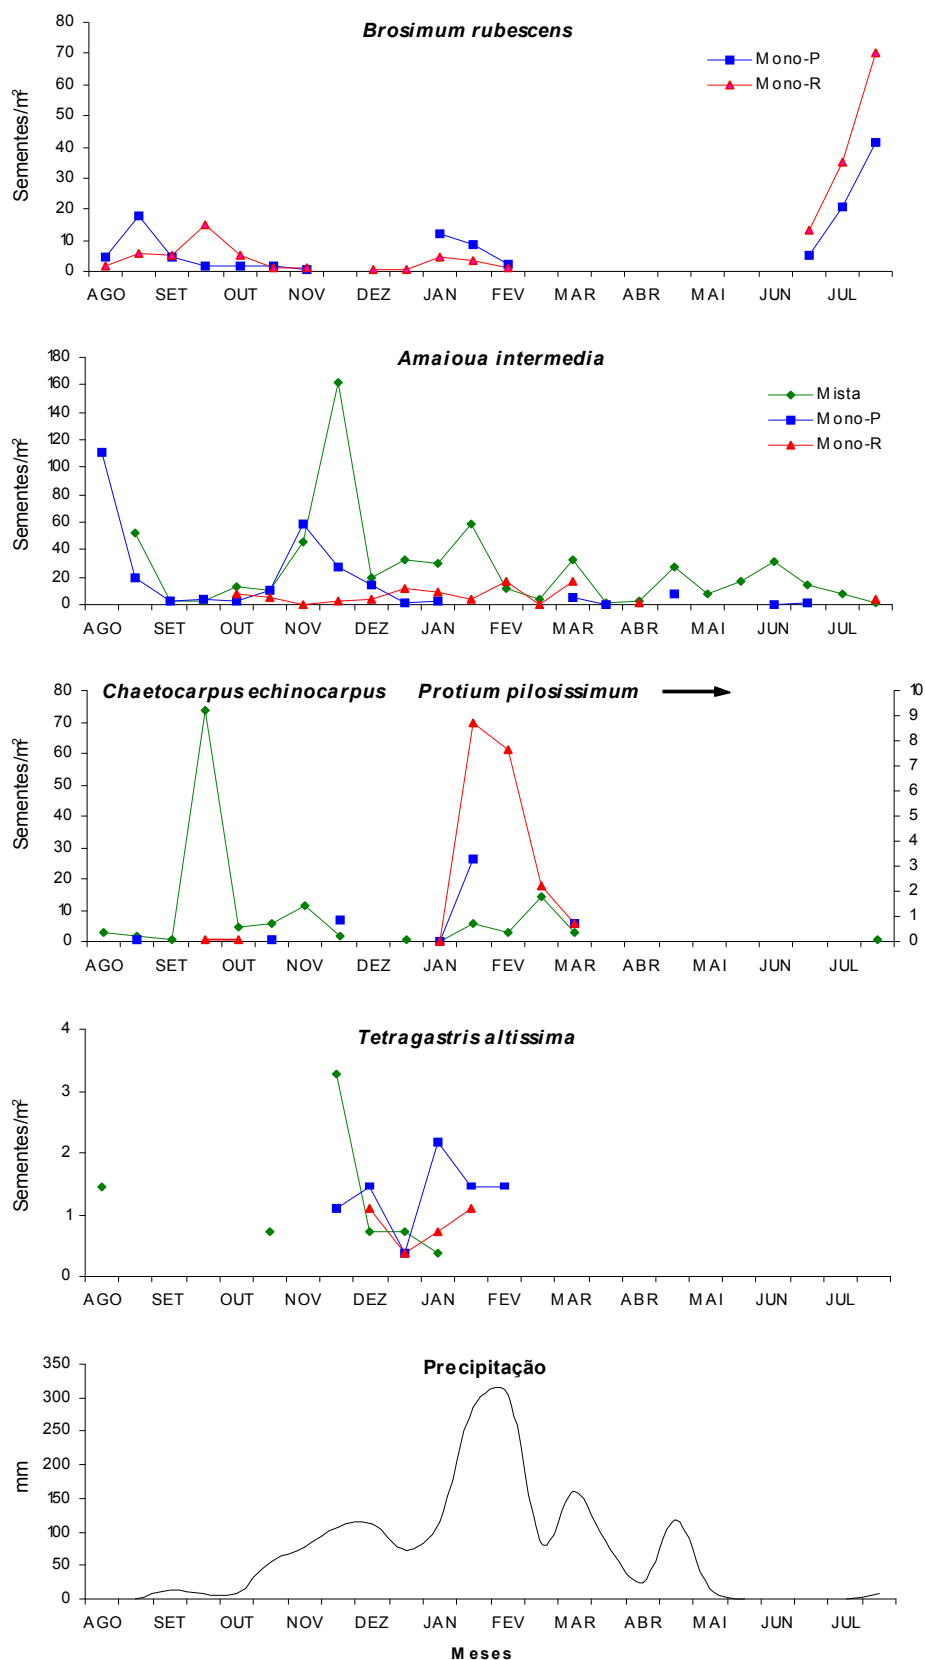 Brosimum rubescens
Mono-P
Mono-R
Sementes/m²
80
70
60
50
40
30
20
10
0
AGO SET OUT NOV DEZ JAN FEV MAR ABR MAI JUN JUL
Amaioua intermedia
Mista
Mono-P
Mono-R
Sementes/m²
180
160
140
120
100
80
60
40
20
0
AGO SET OUT NOV DEZ JAN FEV MAR ABR MAI JUN JUL
Chaetocarpus echinocarpus Protium pilosissimum
Sementes/m²
80
70
60
50
40
30
20
10
0
10
9
8
7
6
5
4
3
2
1
0
AGO SET OUT NOV DEZ JAN FEV MAR ABR MAI JUN JUL
Tetragastris altissima
Sementes/m²
4
3
2
1
0
AGO SET OUT NOV DEZ JAN FEV MAR ABR MAI JUN JUL
Precipitação
mm
350
300
250
200
150
100
50
0
AGO SET OUT NOV DEZ JAN FEV MAR ABR MAI JUN JUL
Meses